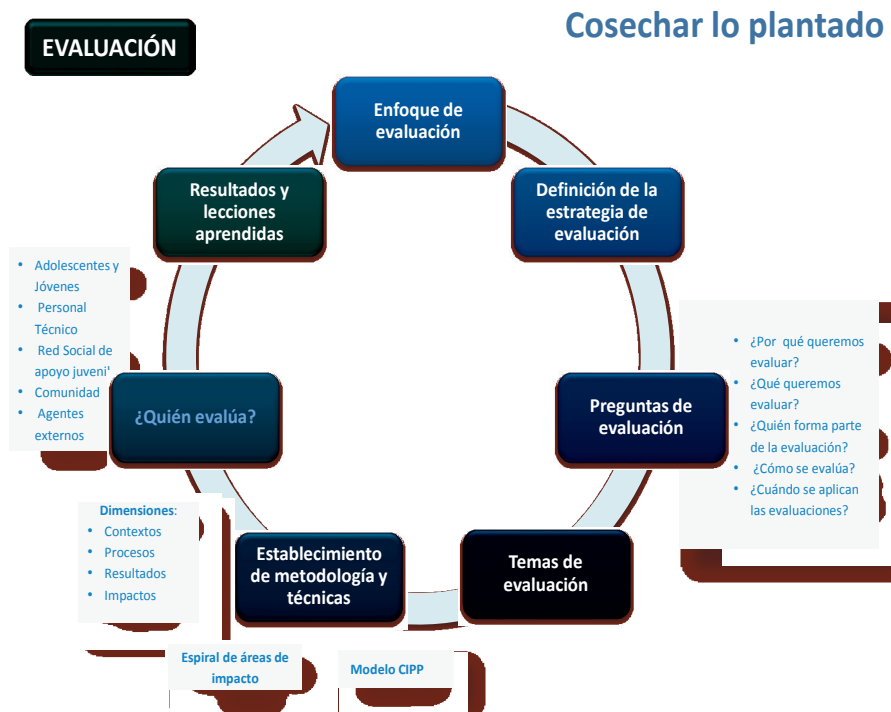 Cosechar lo plantado
EVALUACIÓN
Enfoque de
evaluación
Definición de la
estrategia de
evaluación
Preguntas de
evaluación
• ¿Por qué queremos
evaluar?
• ¿Qué queremos
evaluar?
• ¿Quién forma parte
de la evaluación?
• ¿Cómo se evalúa?
• ¿Cuándo se aplican
las evaluaciones?
Temas de
evaluación
Establecimiento
de metodología y
técnicas
Dimensiones:
• Contextos
• Procesos
• Resultados
• Impactos
Espiral de áreas de
impacto
Modelo CIPP
¿Quién evalúa?
• Adolescentes y
Jóvenes
• Personal
Técnico
• Red Social de
apoyo juveni'
• Comunidad
• Agentes
externos
Resultados y
lecciones
aprendidas